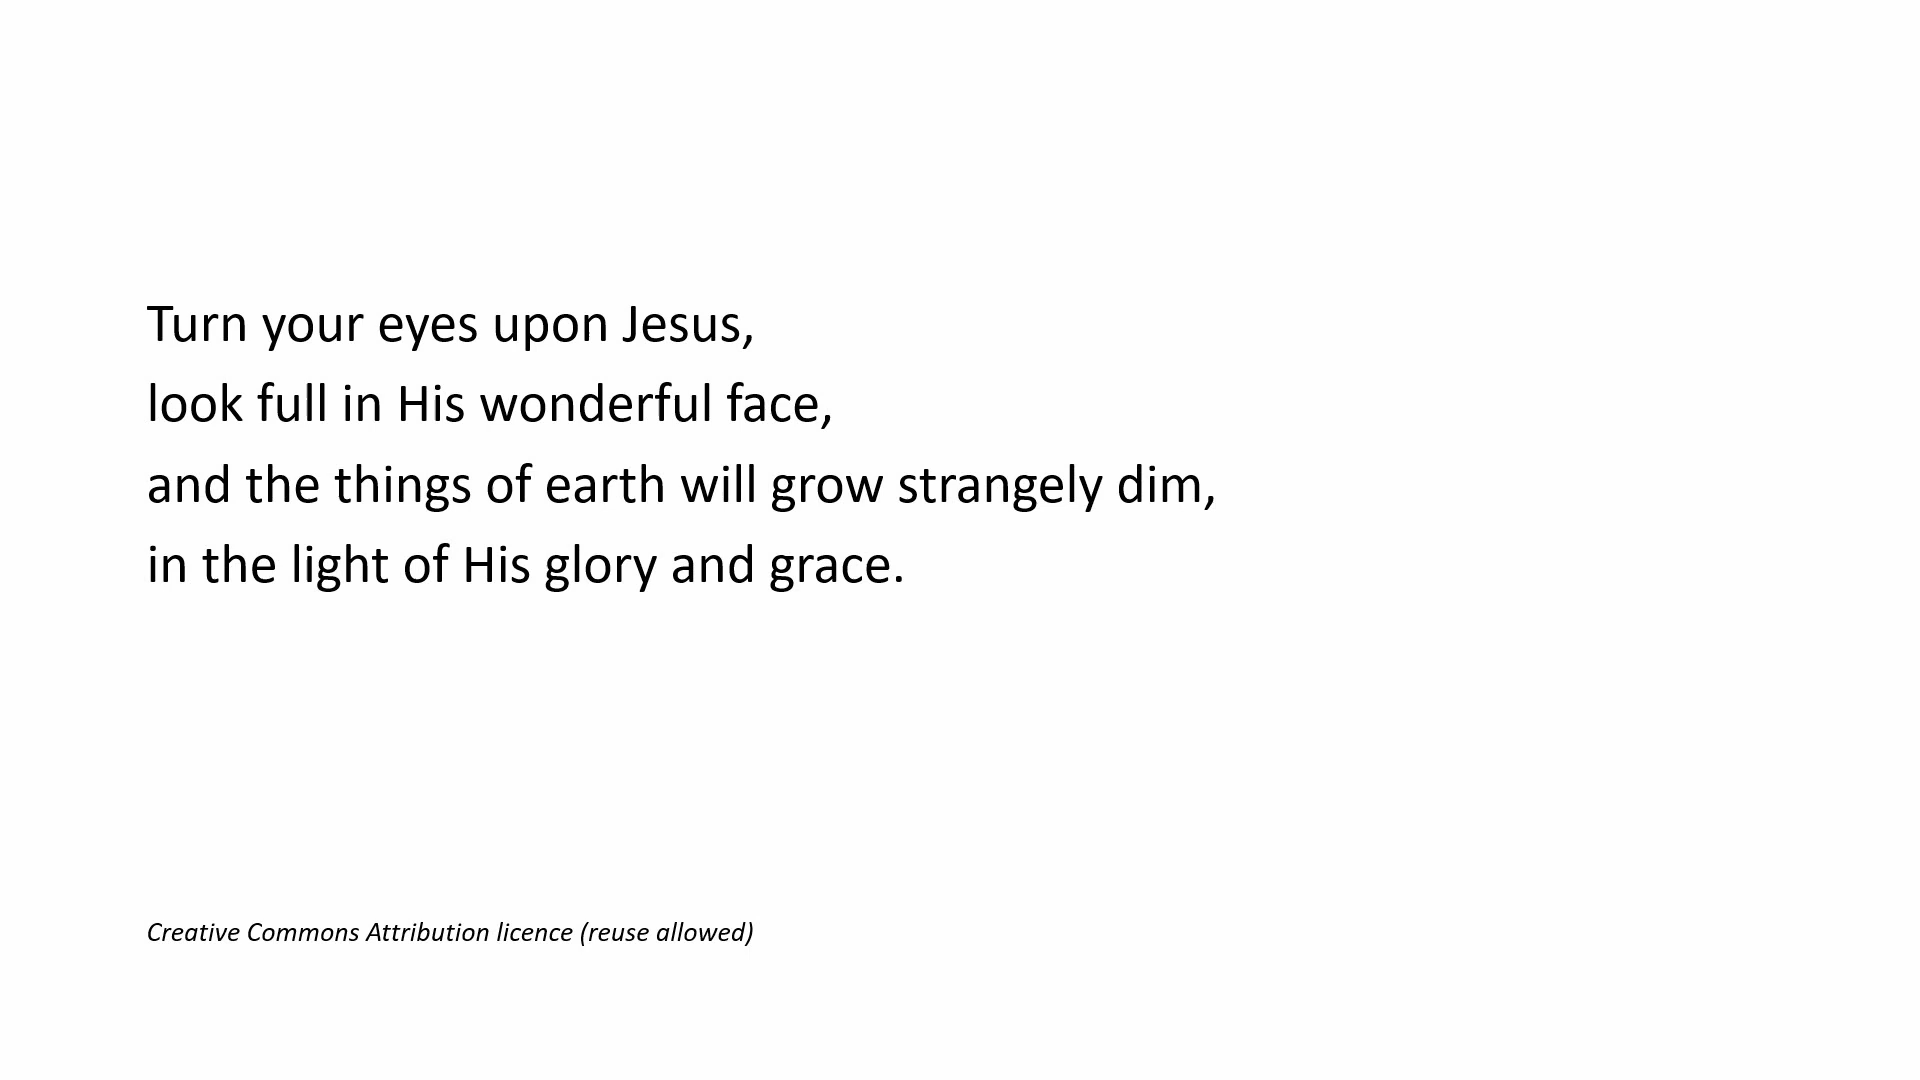 Turn your eyes upon Jesus,
look full in His wonderful face,
and the things of earth will grow strangely dim,
in the light of His glory and grace.
Creative Commons Attribution licence (reuse allowed)